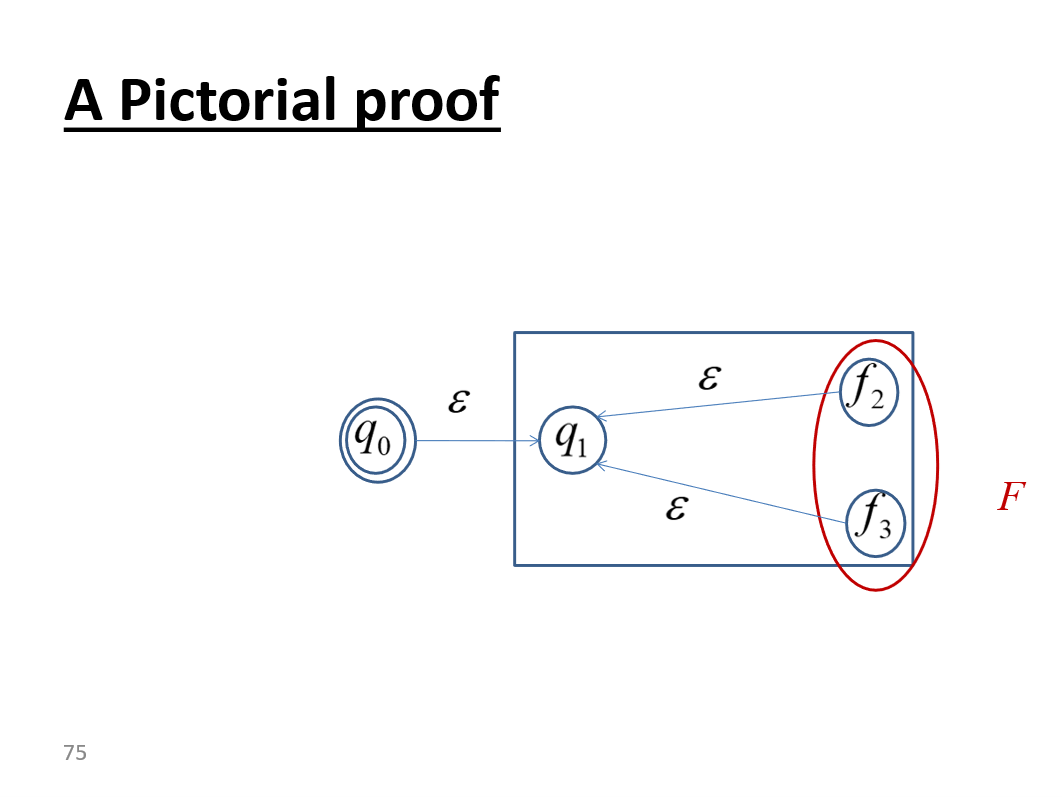 A Pictorial proof
ε
ε
f₂
q₀
q₁
ε
f₃
F
75